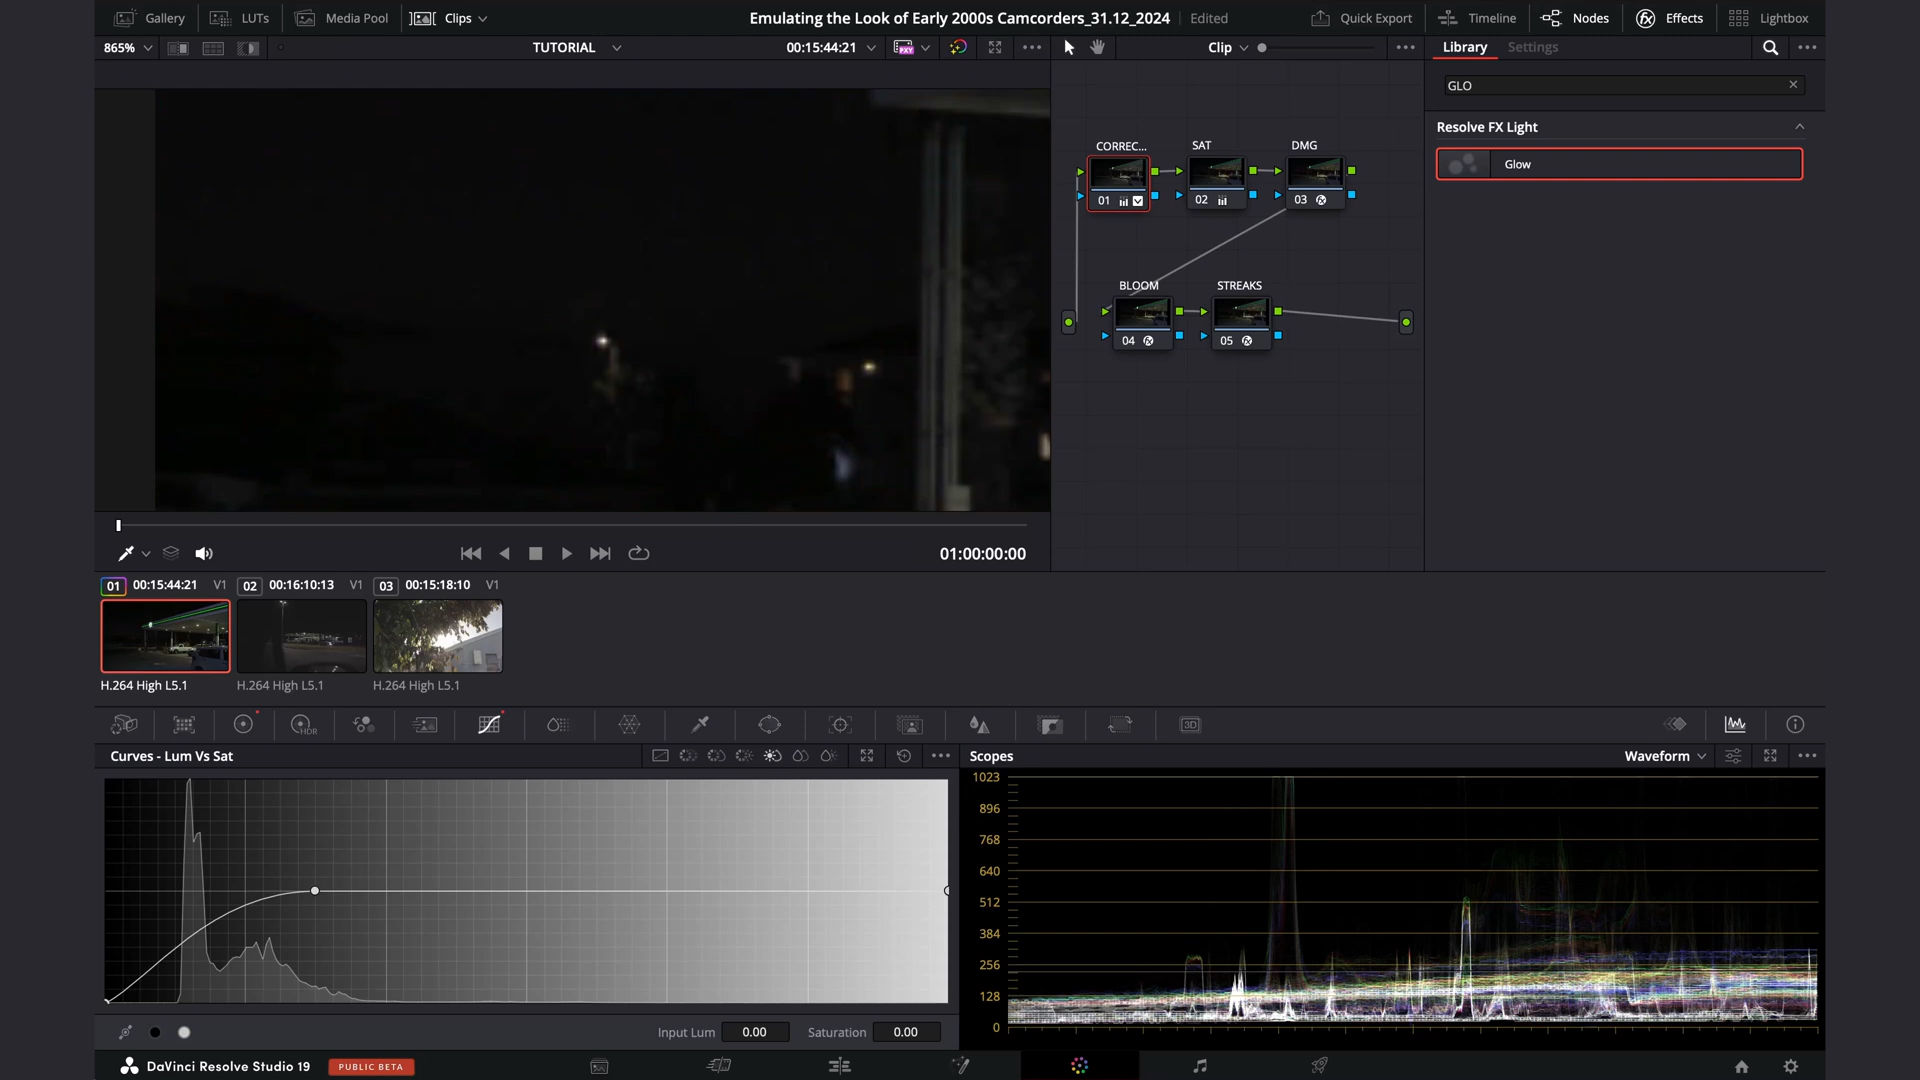 Gallery
LUTs
Media Pool
Clips
Emulating the Look of Early 2000s Camcorders_31.12_2024
Edited
Quick Export
Timeline
Nodes
Effects
Lightbox
865%
TUTORIAL
00:15:44:21
PXY
Clip
Library
Settings
GLO
Resolve FX Light
Glow
CORREC...
SAT
DMG
01
02
03
BLOOM
STREAKS
04
05
01:00:00:00
01 00:15:44:21 V1
02 00:16:10:13 V1
03 00:15:18:10 V1
H.264 High L5.1
H.264 High L5.1
H.264 High L5.1
HDR
3D
Curves - Lum Vs Sat
Scopes
Waveform
1023
896
768
640
512
384
256
128
0
Input Lum 0.00
Saturation 0.00
DaVinci Resolve Studio 19
PUBLIC BETA